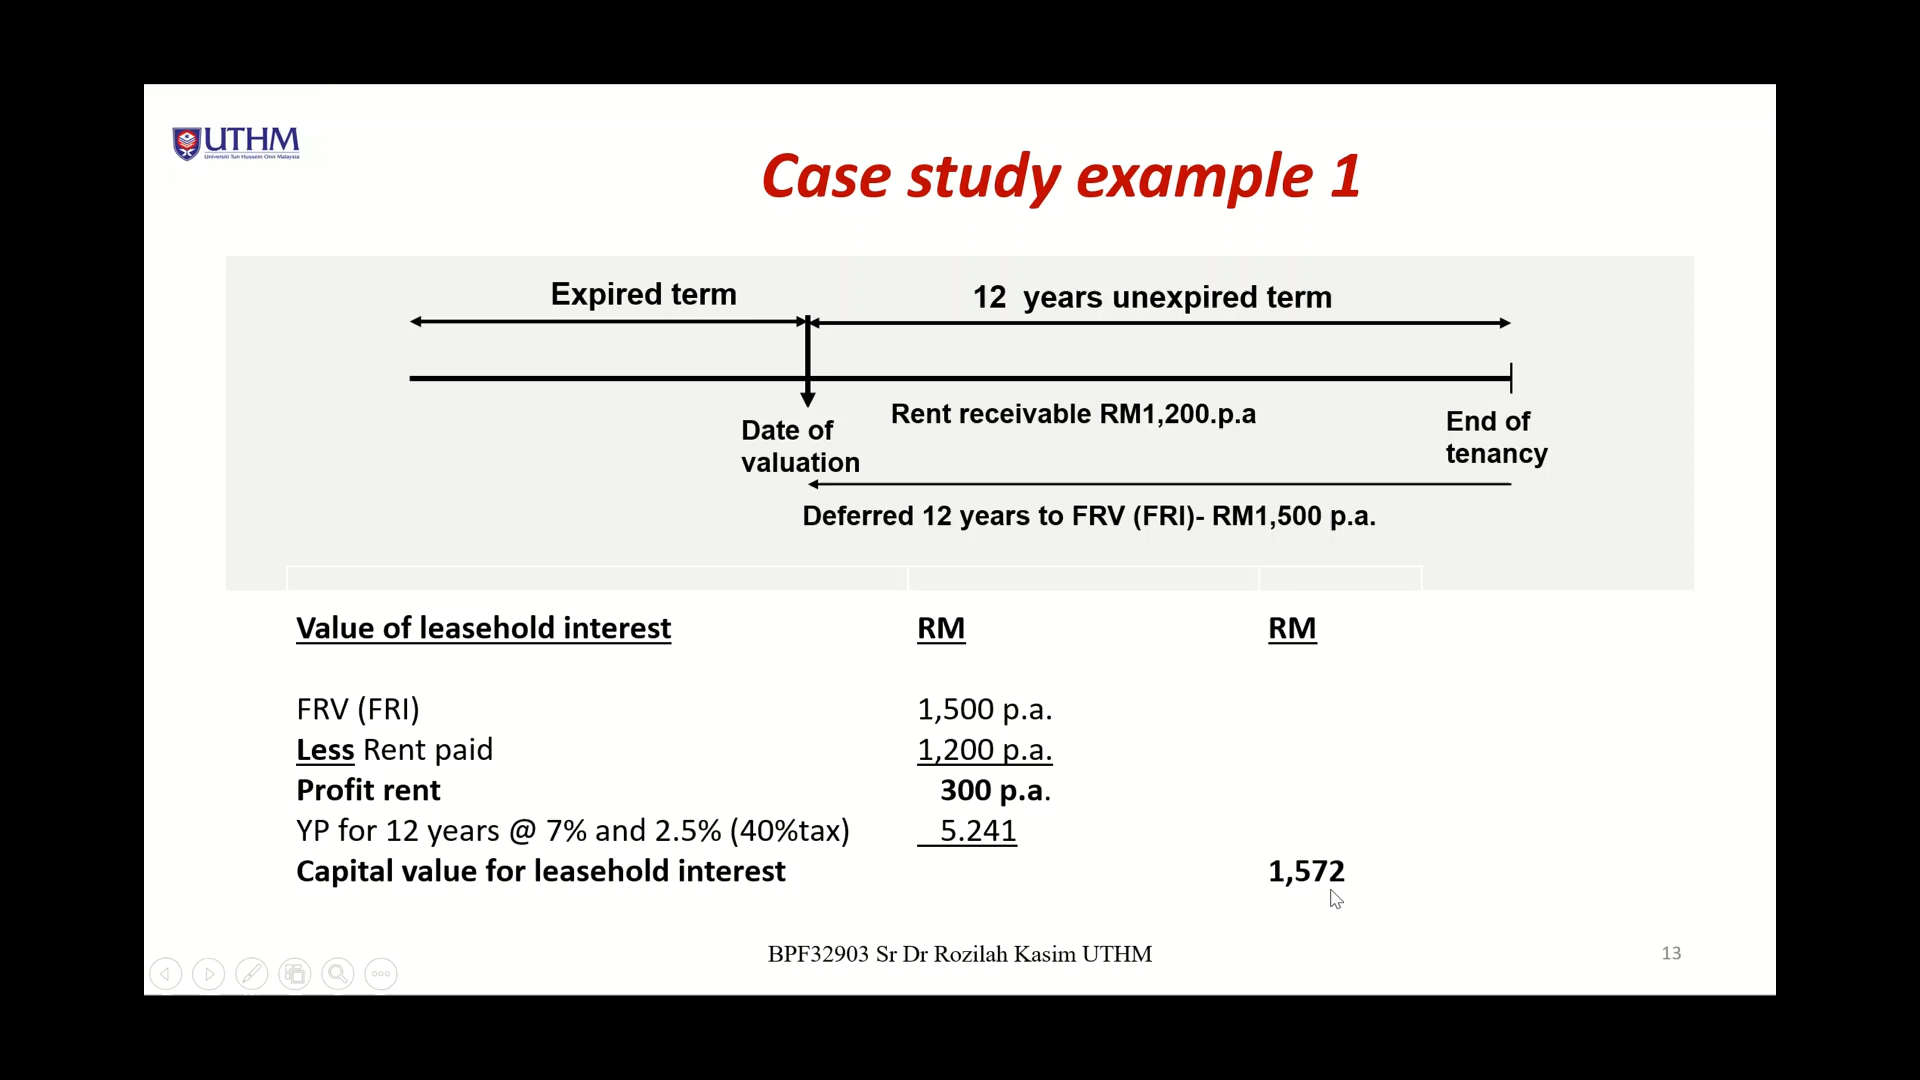 UTHM
Universiti Tun Hussein Onn Malaysia
Case study example 1
Expired term
12 years unexpired term
Rent receivable RM1,200.p.a
Date of
valuation
End of
tenancy
Deferred 12 years to FRV (FRI)- RM1,500 p.a.
Value of leasehold interest RM RM
FRV (FRI) 1,500 p.a.
Less Rent paid 1,200 p.a.
Profit rent 300 p.a.
YP for 12 years @ 7% and 2.5% (40%tax) 5.241
Capital value for leasehold interest 1,572
BPF32903 Sr Dr Rozilah Kasim UTHM
13